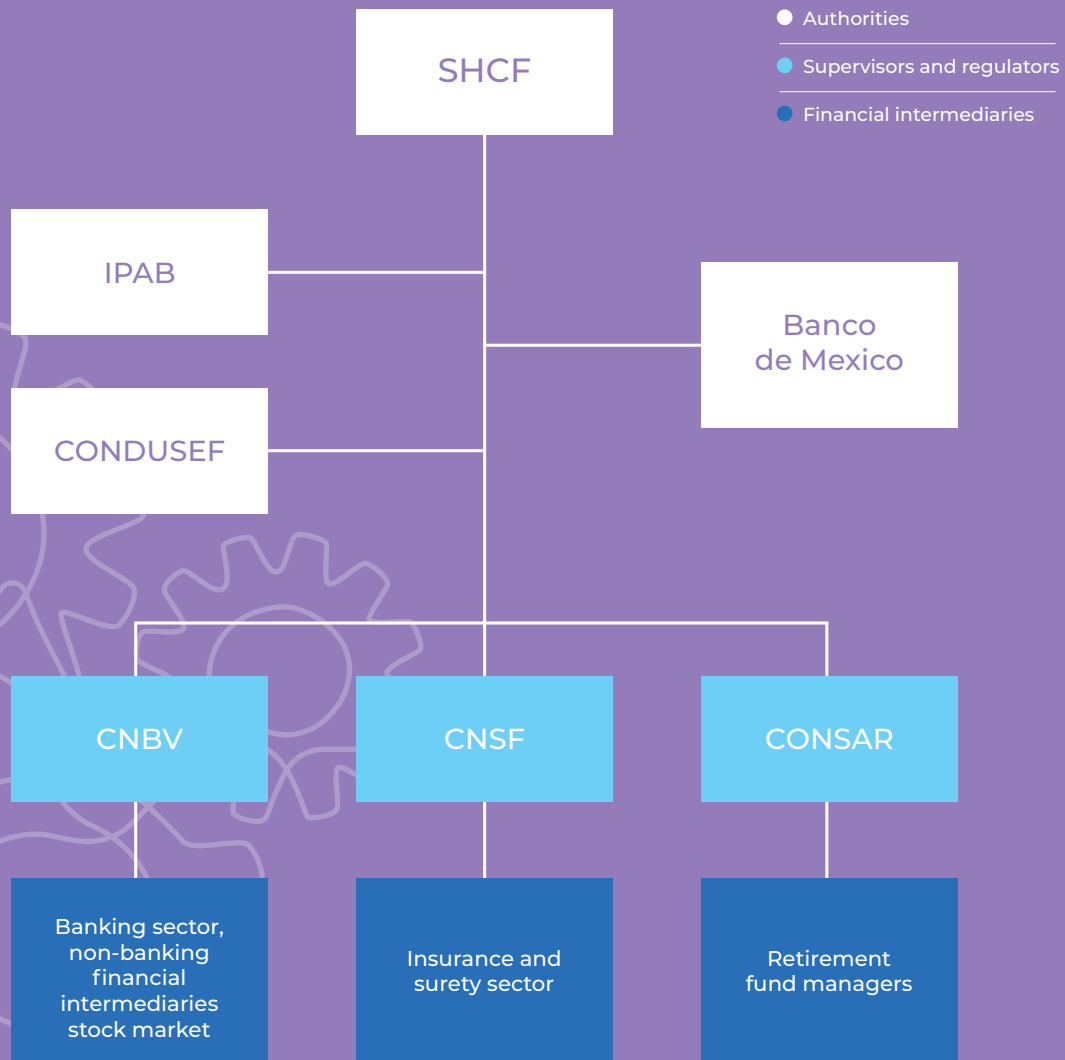 SHCF
Authorities
Supervisors and regulators
Financial intermediaries
IPAB
Banco
de Mexico
CONDUSEF
CNBV
CNSF
CONSAR
Banking sector,
non-banking
financial
intermediaries
stock market
Insurance and
surety sector
Retirement
fund managers